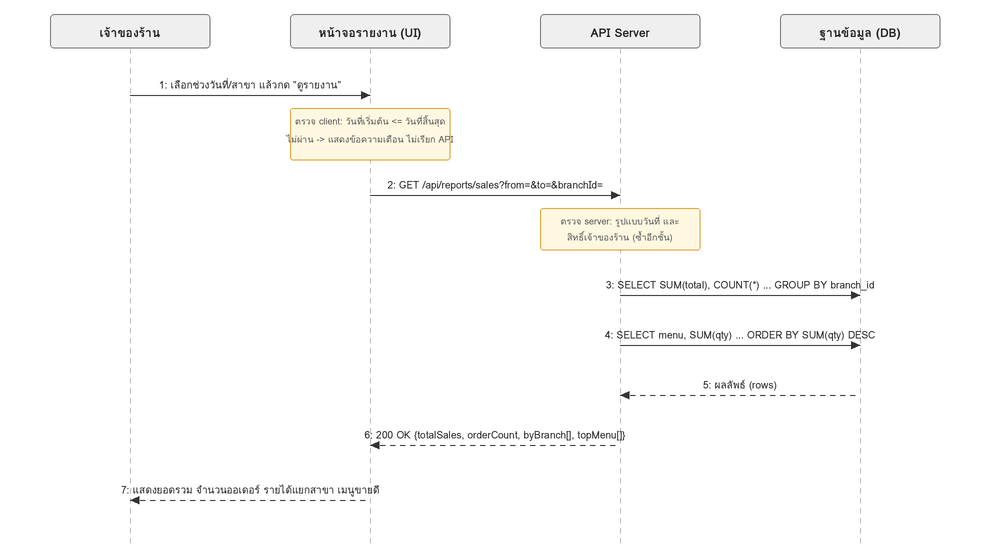 เจ้าของร้าน
หน้าจอรายงาน (UI)
API Server
ฐานข้อมูล (DB)
1: เลือกช่วงวันที่/สาขา แล้วกด "ดูรายงาน"
ตรวจ client: วันที่เริ่มต้น <= วันที่สิ้นสุด
ไม่ผ่าน -> แสดงข้อความเตือน ไม่เรียก API
2: GET /api/reports/sales?from=&to=&branchId=
ตรวจ server: รูปแบบวันที่ และ
สิทธิ์เจ้าของร้าน (ซ้ำอีกชั้น)
3: SELECT SUM(total), COUNT(*) ... GROUP BY branch_id
4: SELECT menu, SUM(qty) ... ORDER BY SUM(qty) DESC
5: ผลลัพธ์ (rows)
6: 200 OK {totalSales, orderCount, byBranch[], topMenu[]}
7: แสดงยอดรวม จำนวนออเดอร์ รายได้แยกสาขา เมนูขายดี